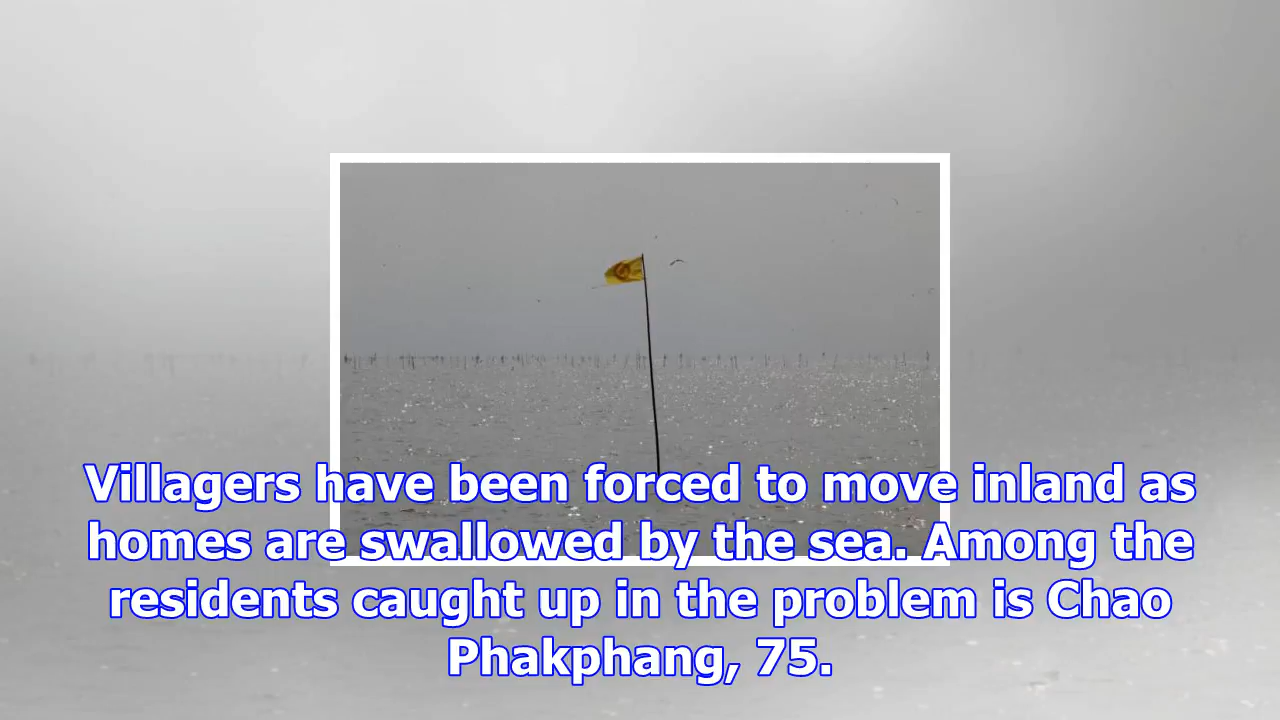 Villagers have been forced to move inland as
homes are swallowed by the sea. Among the
residents caught up in the problem is Chao
Phakphang, 75.